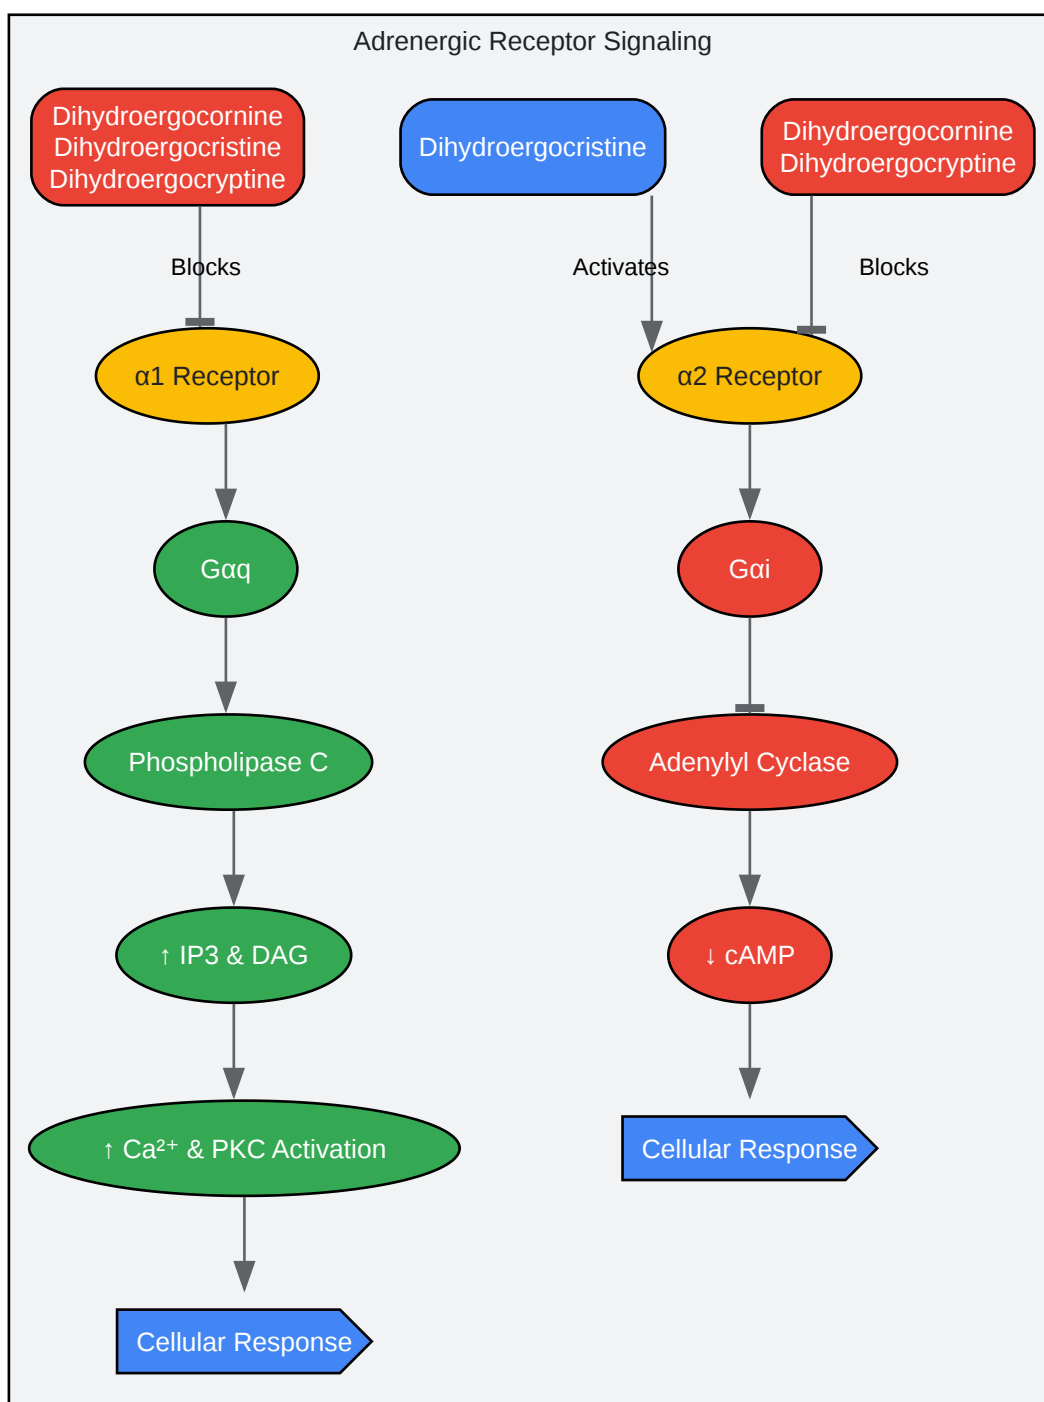 Adrenergic Receptor Signaling
Dihydroergocornine
Dihydroergocristine
Dihydroergocryptine
Dihydroergocristine
Dihydroergocornine
Dihydroergocryptine
Blocks
Activates
Blocks
α1 Receptor
α2 Receptor
Gαq
Gαi
Phospholipase C
Adenylyl Cyclase
↑ IP3 & DAG
↓ cAMP
↑ Ca²⁺ & PKC Activation
Cellular Response
Cellular Response